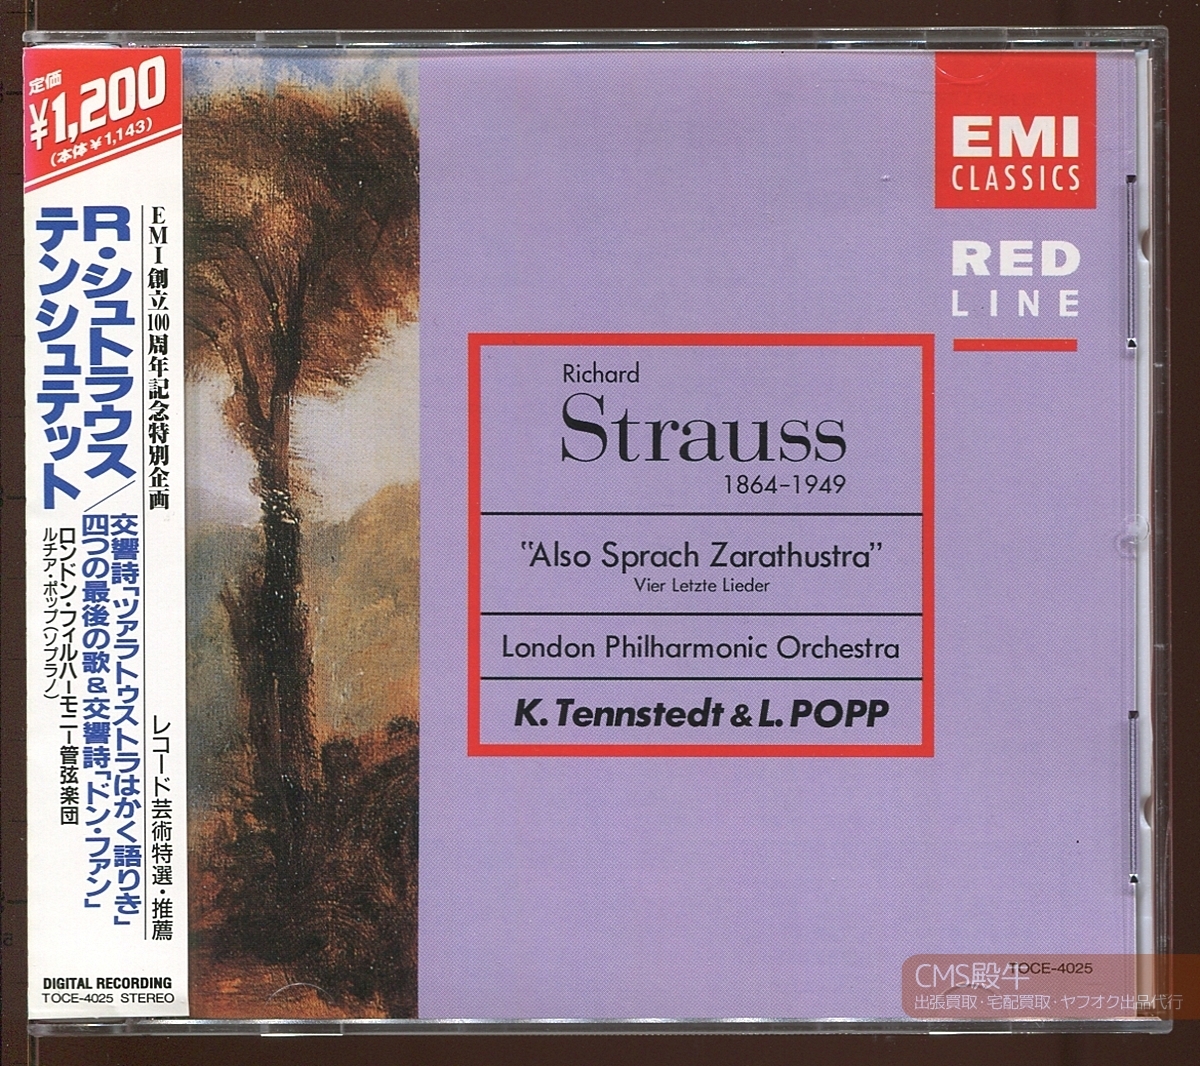 定価
¥1,200
(本体¥1,143)
EMI創立100周年記念特別企画
レコード芸術特選・推薦
R・シュトラウス/
交響詩「ツァラトゥストラはかく語りき」
四つの最後の歌&交響詩「ドン・ファン」
テンシュテット
ロンドン・フィルハーモニー管弦楽団
ルチア・ポップ(ソプラノ)
DIGITAL RECORDING
TOCE-4025 STEREO
EMI
CLASSICS
RED
LINE
Richard
Strauss
1864-1949
"Also Sprach Zarathustra"
Vier Letzte Lieder
London Philharmonic Orchestra
K. Tennstedt & L. POPP
TOCE-4025
CMS殿牛
出張買取・宅配買取・ヤフオク出品代行